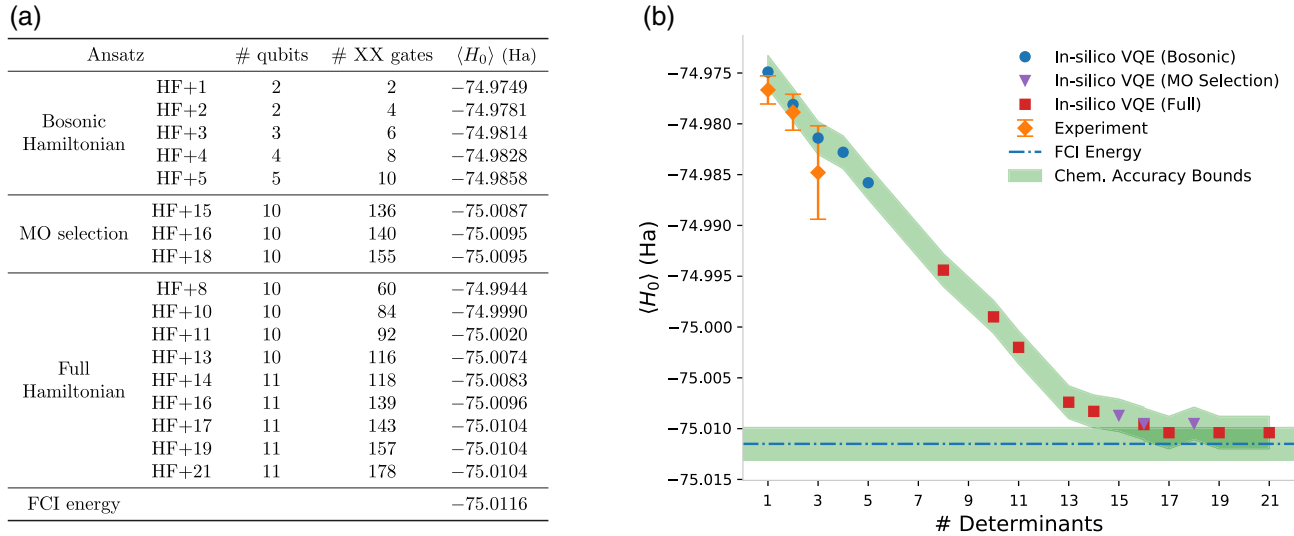 (a)
Ansatz # qubits # XX gates ⟨H₀⟩ (Ha)
Bosonic Hamiltonian
HF+1 2 2 −74.9749
HF+2 2 4 −74.9781
HF+3 3 6 −74.9814
HF+4 4 8 −74.9828
HF+5 5 10 −74.9858
MO selection
HF+15 10 136 −75.0087
HF+16 10 140 −75.0095
HF+18 10 155 −75.0095
Full Hamiltonian
HF+8 10 60 −74.9944
HF+10 10 84 −74.9990
HF+11 10 92 −75.0020
HF+13 10 116 −75.0074
HF+14 11 118 −75.0083
HF+16 11 139 −75.0096
HF+17 11 143 −75.0104
HF+19 11 157 −75.0104
HF+21 11 178 −75.0104
FCI energy −75.0116
(b)
In-silico VQE (Bosonic)
In-silico VQE (MO Selection)
In-silico VQE (Full)
Experiment
FCI Energy
Chem. Accuracy Bounds
⟨H₀⟩ (Ha)
−74.975
−74.980
−74.985
−74.990
−74.995
−75.000
−75.005
−75.010
−75.015
1 3 5 7 9 11 13 15 17 19 21
# Determinants